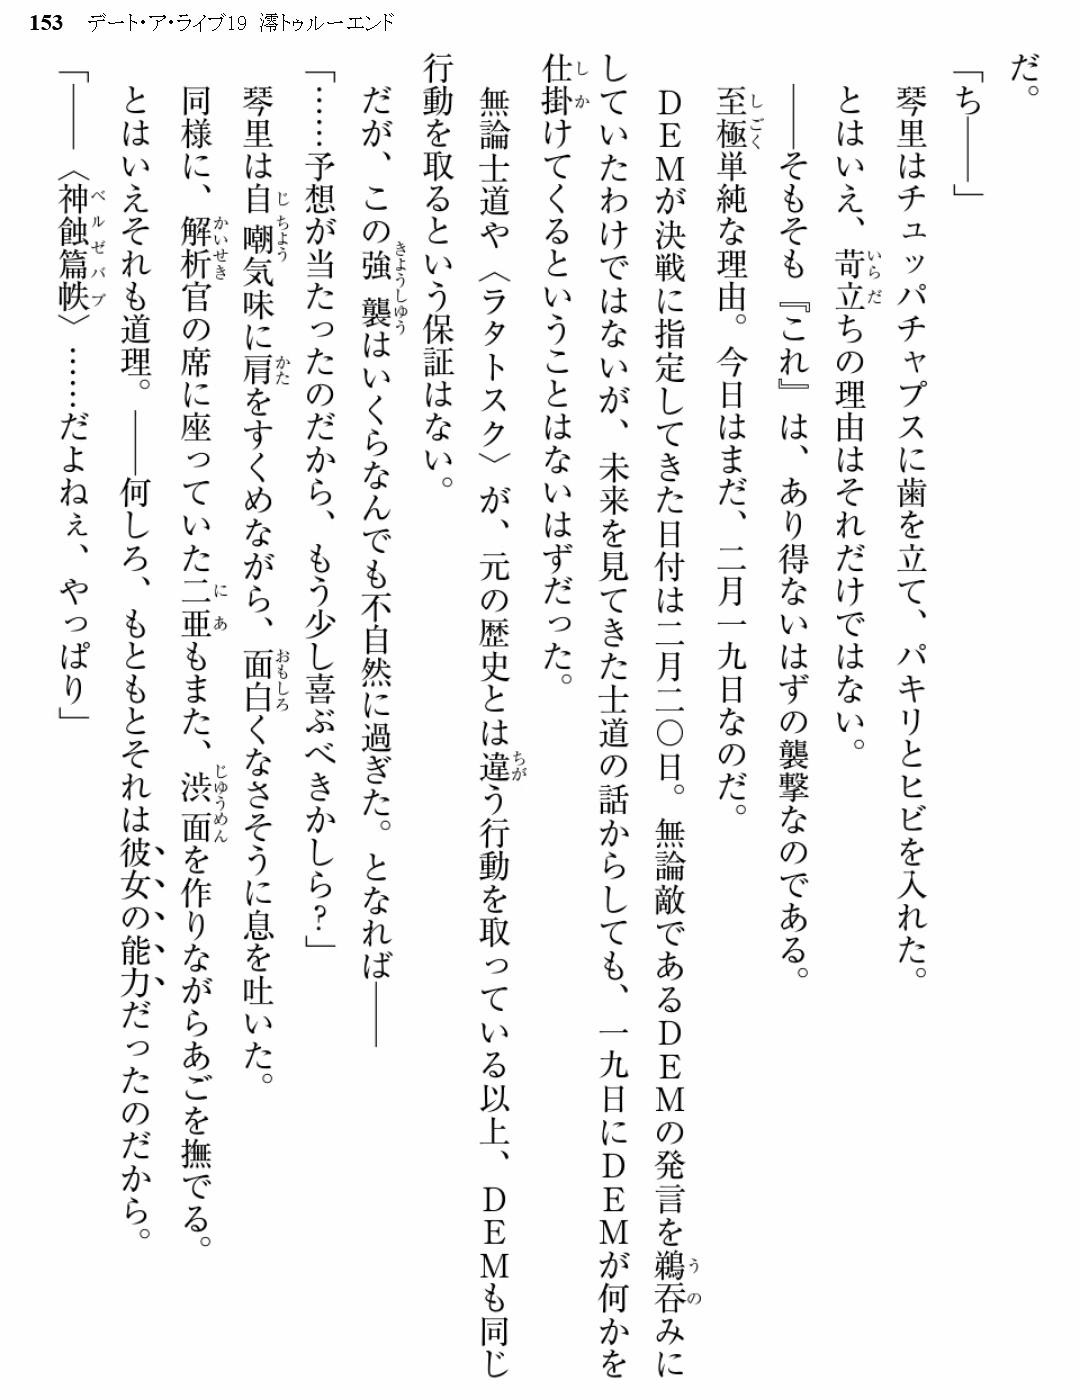 153 デート・ア・ライブ19 澪トゥルーエンド
だ。
「ち――」
琴里はチュッパチャプスに歯を立て、パキリとヒビを入れた。
とはいえ、苛立ちの理由はそれだけではない。
――そもそも『これ』は、あり得ないはずの襲撃なのである。
至極単純な理由。今日はまだ、二月一九日なのだ。
ＤＥＭが決戦に指定してきた日付は二月二〇日。無論敵であるＤＥＭの発言を鵜呑みに
していたわけではないが、未来を見てきた士道の話からしても、一九日にＤＥＭが何かを
仕掛けてくるということはないはずだった。
無論士道や〈ラタトスク〉が、元の歴史とは違う行動を取っている以上、ＤＥＭも同じ
行動を取るという保証はない。
だが、この強襲はいくらなんでも不自然に過ぎた。となれば――
「……予想が当たったのだから、もう少し喜ぶべきかしら？」
琴里は自嘲気味に肩をすくめながら、面白くなさそうに息を吐いた。
同様に、解析官の席に座っていた二亜もまた、渋面を作りながらあごを撫でる。
とはいえそれも道理。――何しろ、もともとそれは彼女の能力だったのだから。
「――〈神蝕篇帙〉……だよねぇ、やっぱり」